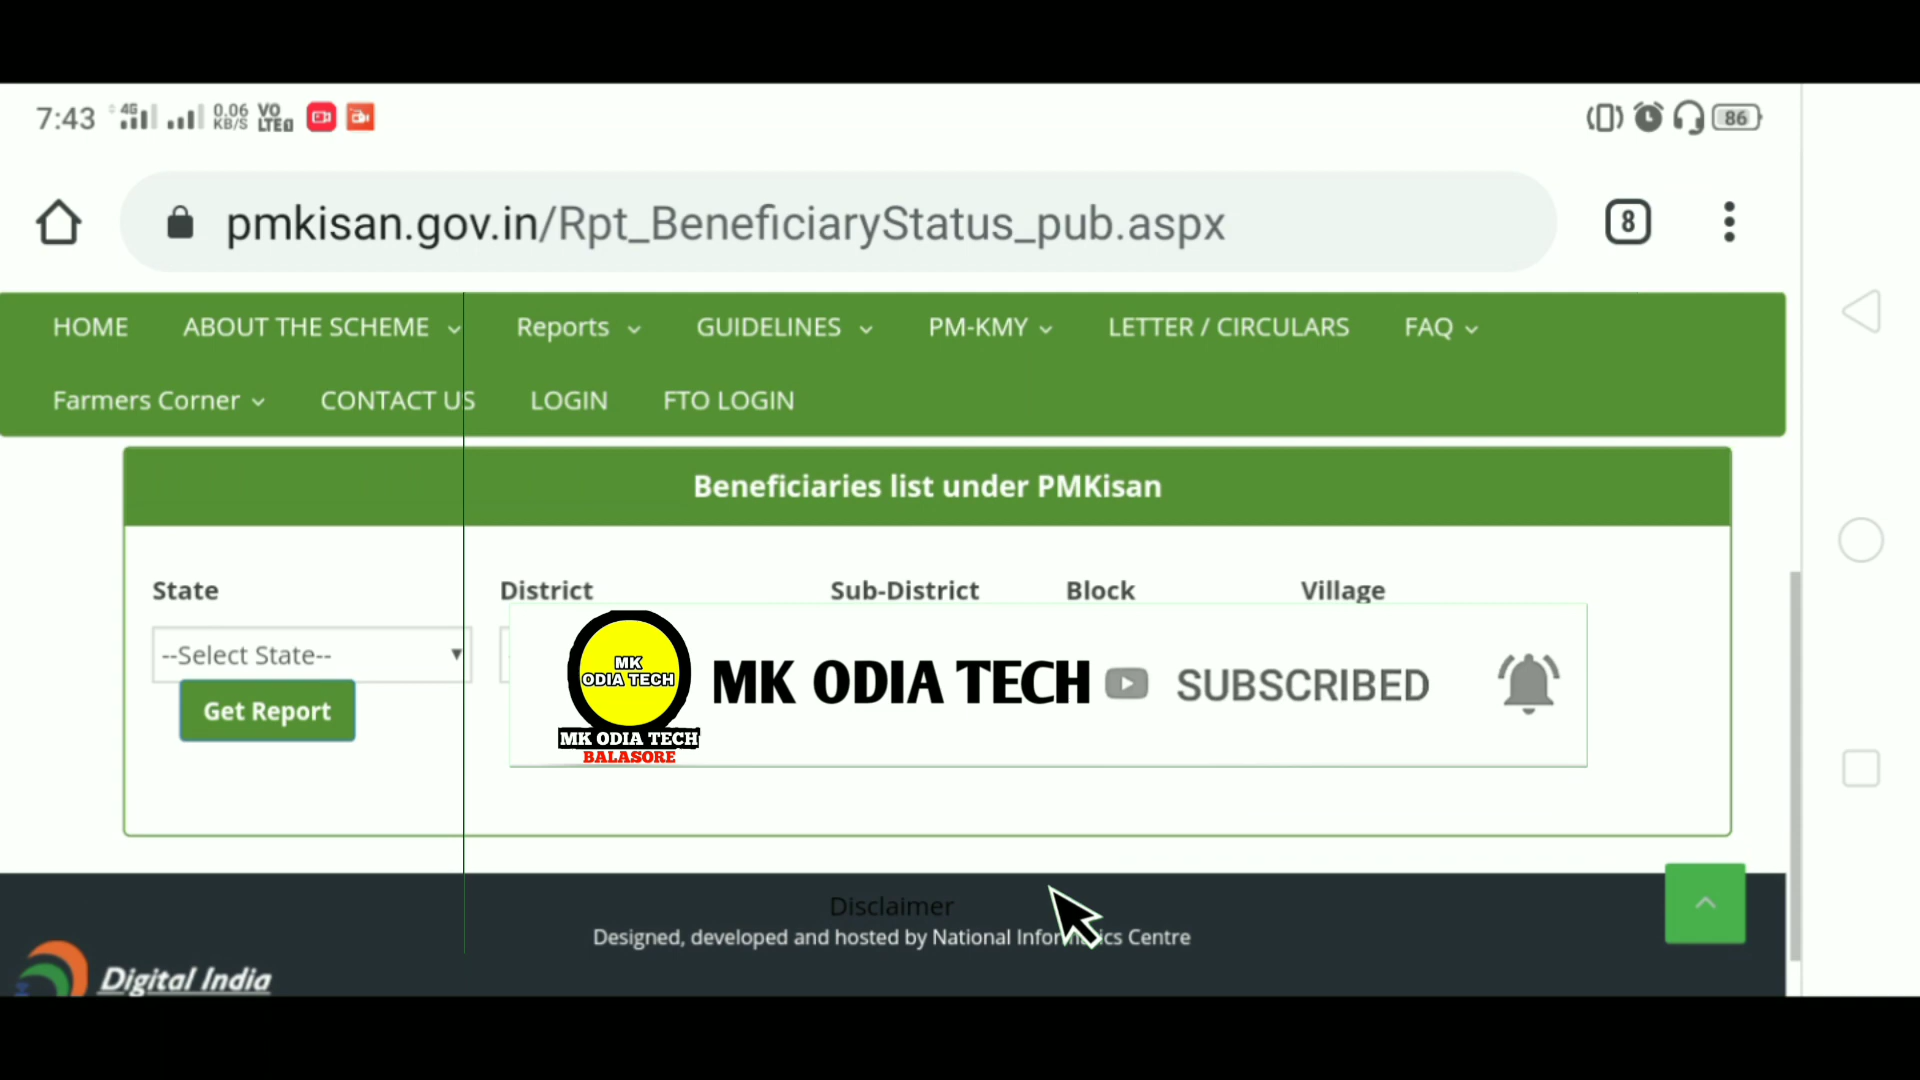 7:43 4G 0.06 KB/S VO LTE 86
pmkisan.gov.in/Rpt_BeneficiaryStatus_pub.aspx 8
HOME ABOUT THE SCHEME Reports GUIDELINES PM-KMY LETTER / CIRCULARS FAQ
Farmers Corner CONTACT US LOGIN FTO LOGIN
Beneficiaries list under PMKisan
State District Sub-District Block Village
--Select State--
Get Report
MK
ODIA TECH
MK ODIA TECH
BALASORE
MK ODIA TECH SUBSCRIBED
Disclaimer
Designed, developed and hosted by National Informatics Centre
Digital India